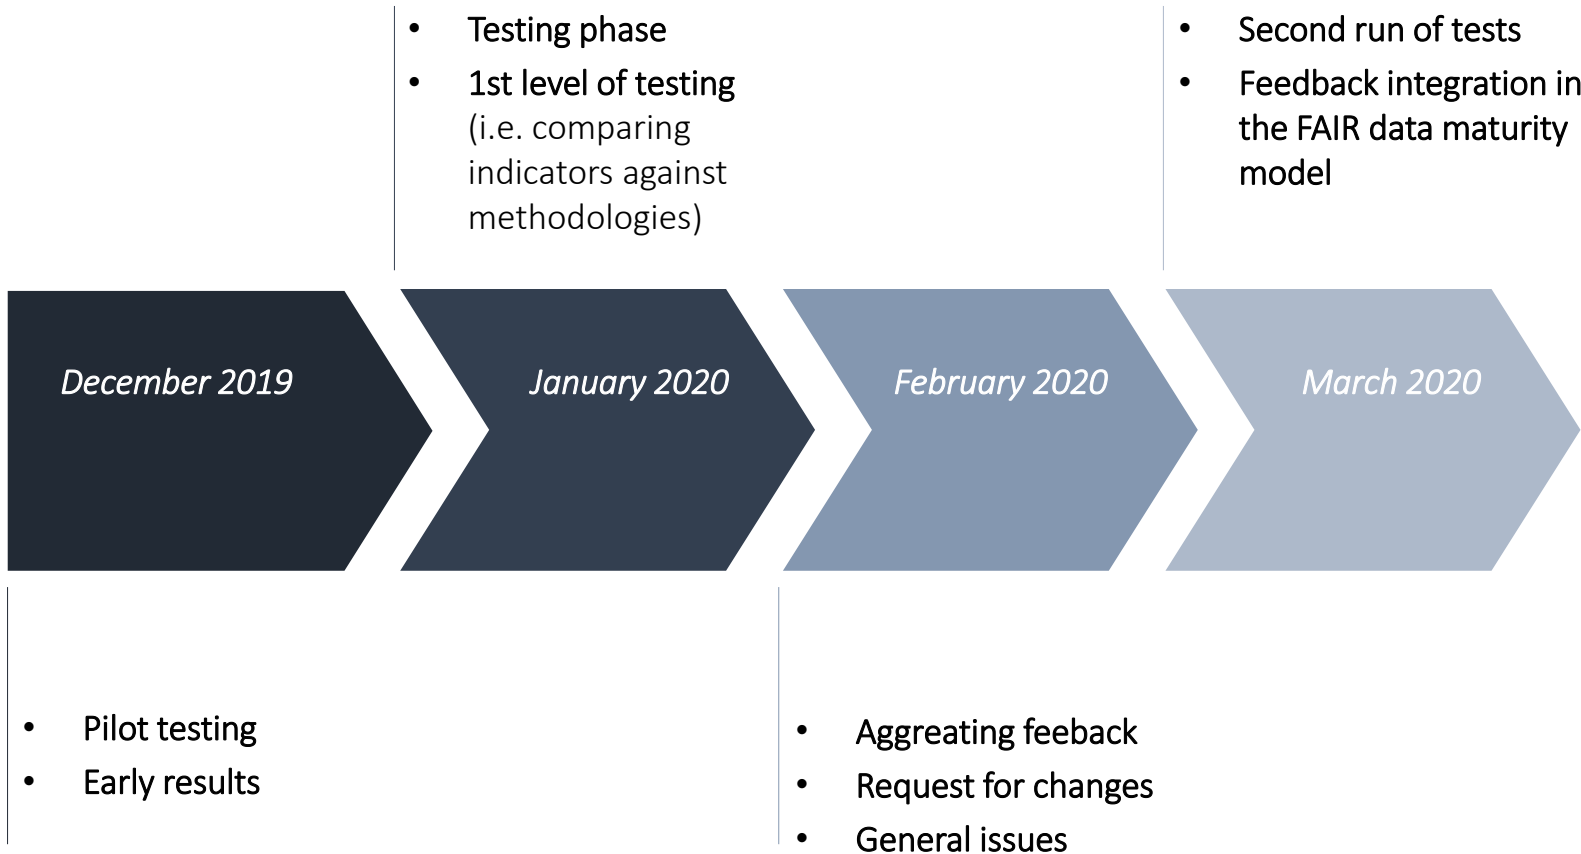 • Testing phase
• 1st level of testing
(i.e. comparing
indicators against
methodologies)
• Second run of tests
• Feedback integration in
the FAIR data maturity
model
December 2019
January 2020
February 2020
March 2020
• Pilot testing
• Early results
• Aggreating feeback
• Request for changes
• General issues